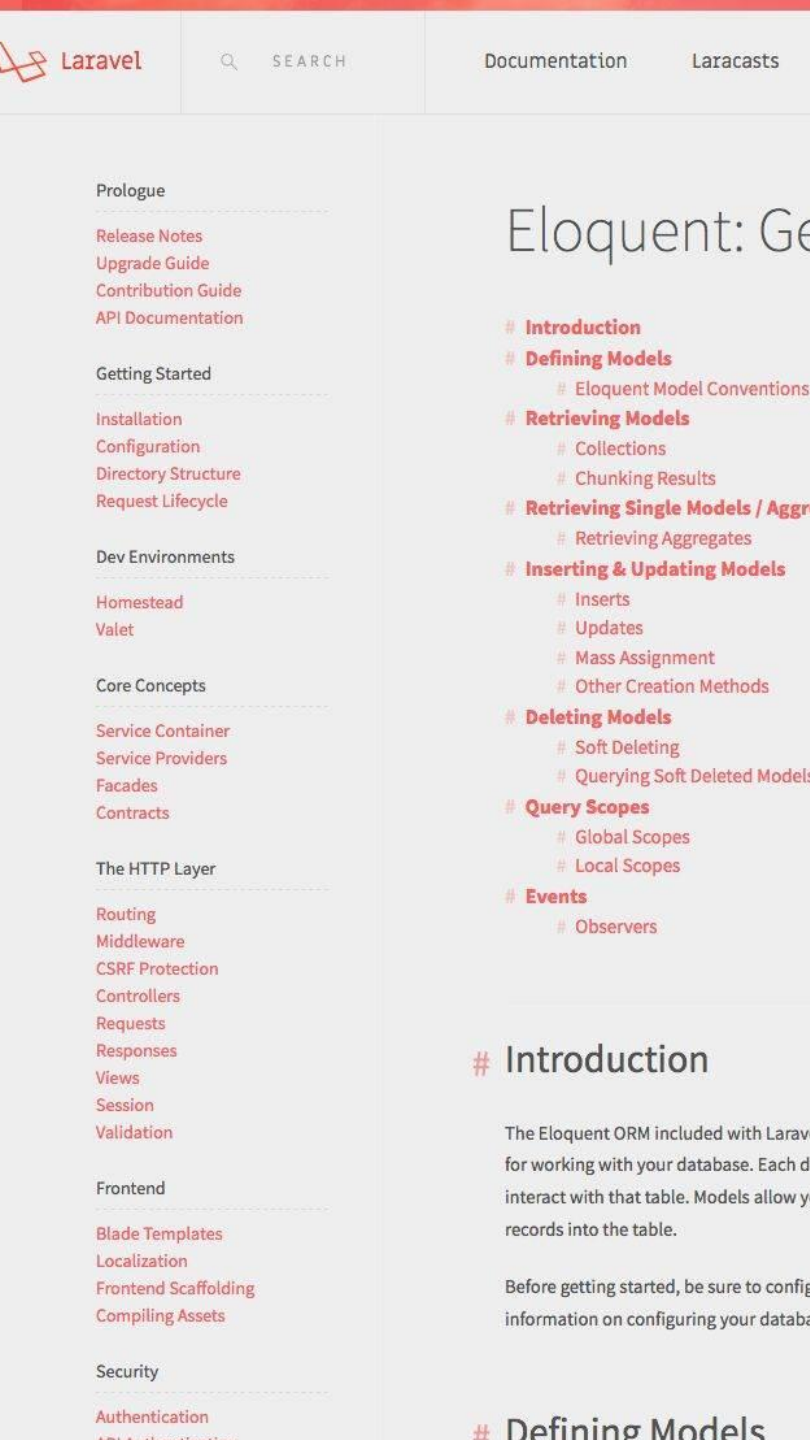 Laravel
SEARCH
Documentation
Laracasts
Prologue
Release Notes
Upgrade Guide
Contribution Guide
API Documentation
Getting Started
Installation
Configuration
Directory Structure
Request Lifecycle
Dev Environments
Homestead
Valet
Core Concepts
Service Container
Service Providers
Facades
Contracts
The HTTP Layer
Routing
Middleware
CSRF Protection
Controllers
Requests
Responses
Views
Session
Validation
Frontend
Blade Templates
Localization
Frontend Scaffolding
Compiling Assets
Security
Authentication
API Authentication
Eloquent: Ge
# Introduction
# Defining Models
# Eloquent Model Conventions
# Retrieving Models
# Collections
# Chunking Results
# Retrieving Single Models / Aggr
# Retrieving Aggregates
# Inserting & Updating Models
# Inserts
# Updates
# Mass Assignment
# Other Creation Methods
# Deleting Models
# Soft Deleting
# Querying Soft Deleted Models
# Query Scopes
# Global Scopes
# Local Scopes
# Events
# Observers
# Introduction
The Eloquent ORM included with Larav
for working with your database. Each d
interact with that table. Models allow y
records into the table.
Before getting started, be sure to config
information on configuring your databa
# Defining Models